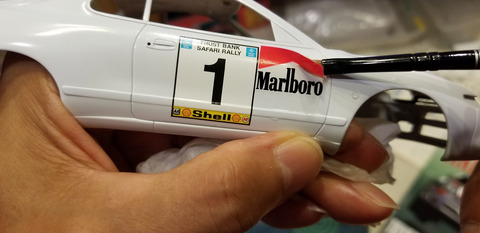 TRUST BANK
SAFARI RALLY
1
Marlboro
Shell